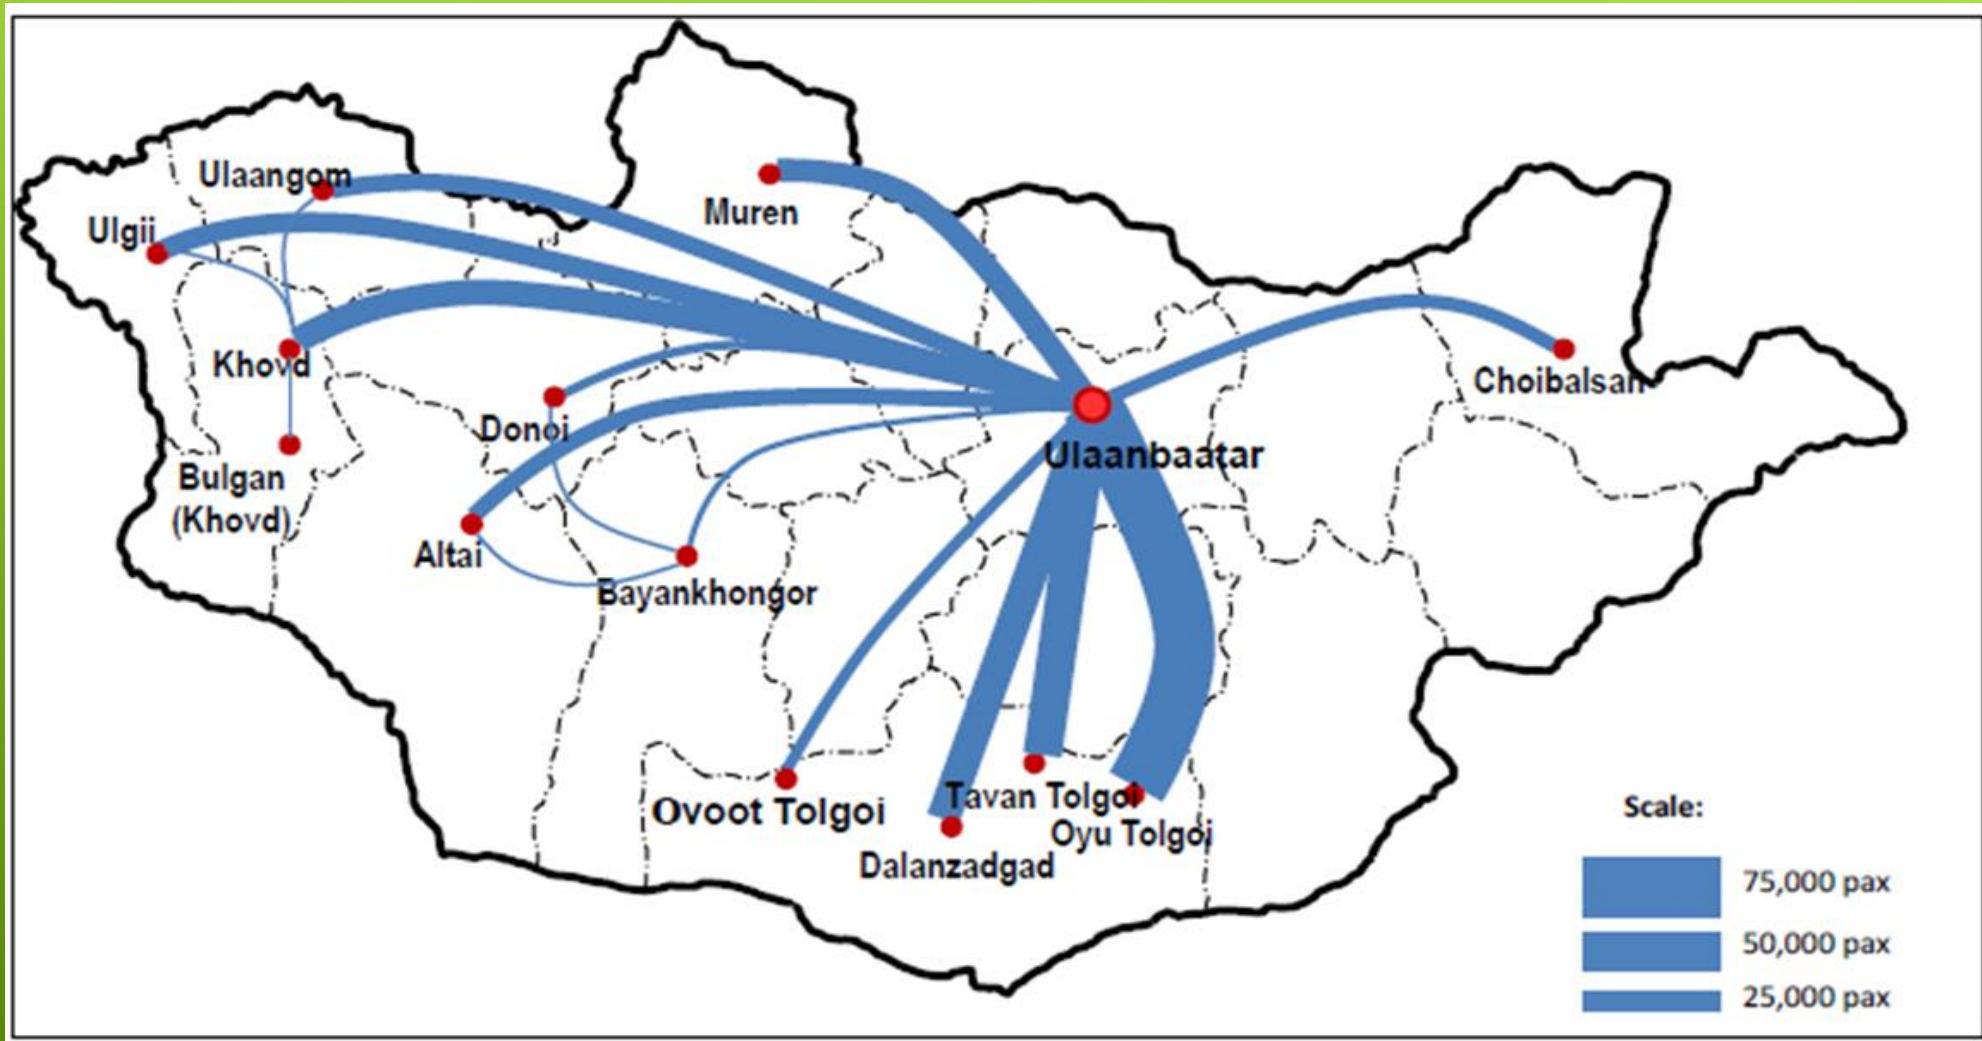 Ulaangom
Ulgii
Muren
Khovd
Choibalsan
Donoi
Ulaanbaatar
Bulgan
(Khovd)
Altai
Bayankhongor
Ovoot Tolgoi
Tavan Tolgoi
Oyu Tolgoi
Dalanzadgad
Scale:
75,000 pax
50,000 pax
25,000 pax